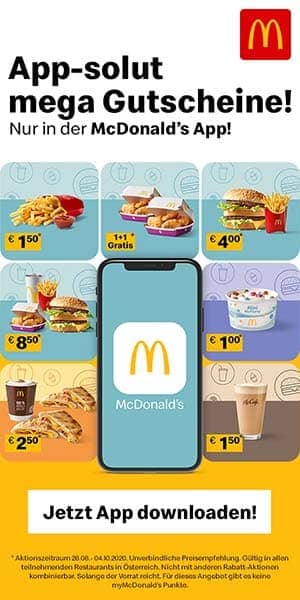 App-solut
mega Gutscheine!
Nur in der McDonald's App!
€ 1⁵⁰*
1+1*
Gratis
€ 4⁰⁰*
€ 8⁵⁰*
McDonald's
€ 1⁰⁰*
€ 2⁵⁰*
McCafé
€ 1⁵⁰*
Jetzt App downloaden!
* Aktionszeitraum 26.08.- 04.10.2020. Unverbindliche Preisempfehlung. Gültig in allen
teilnehmenden Restaurants in Österreich. Nicht mit anderen Rabatt-Aktionen
kombinierbar. Solange der Vorrat reicht. Für dieses Angebot gibt es keine
myMcDonald's Punkte.